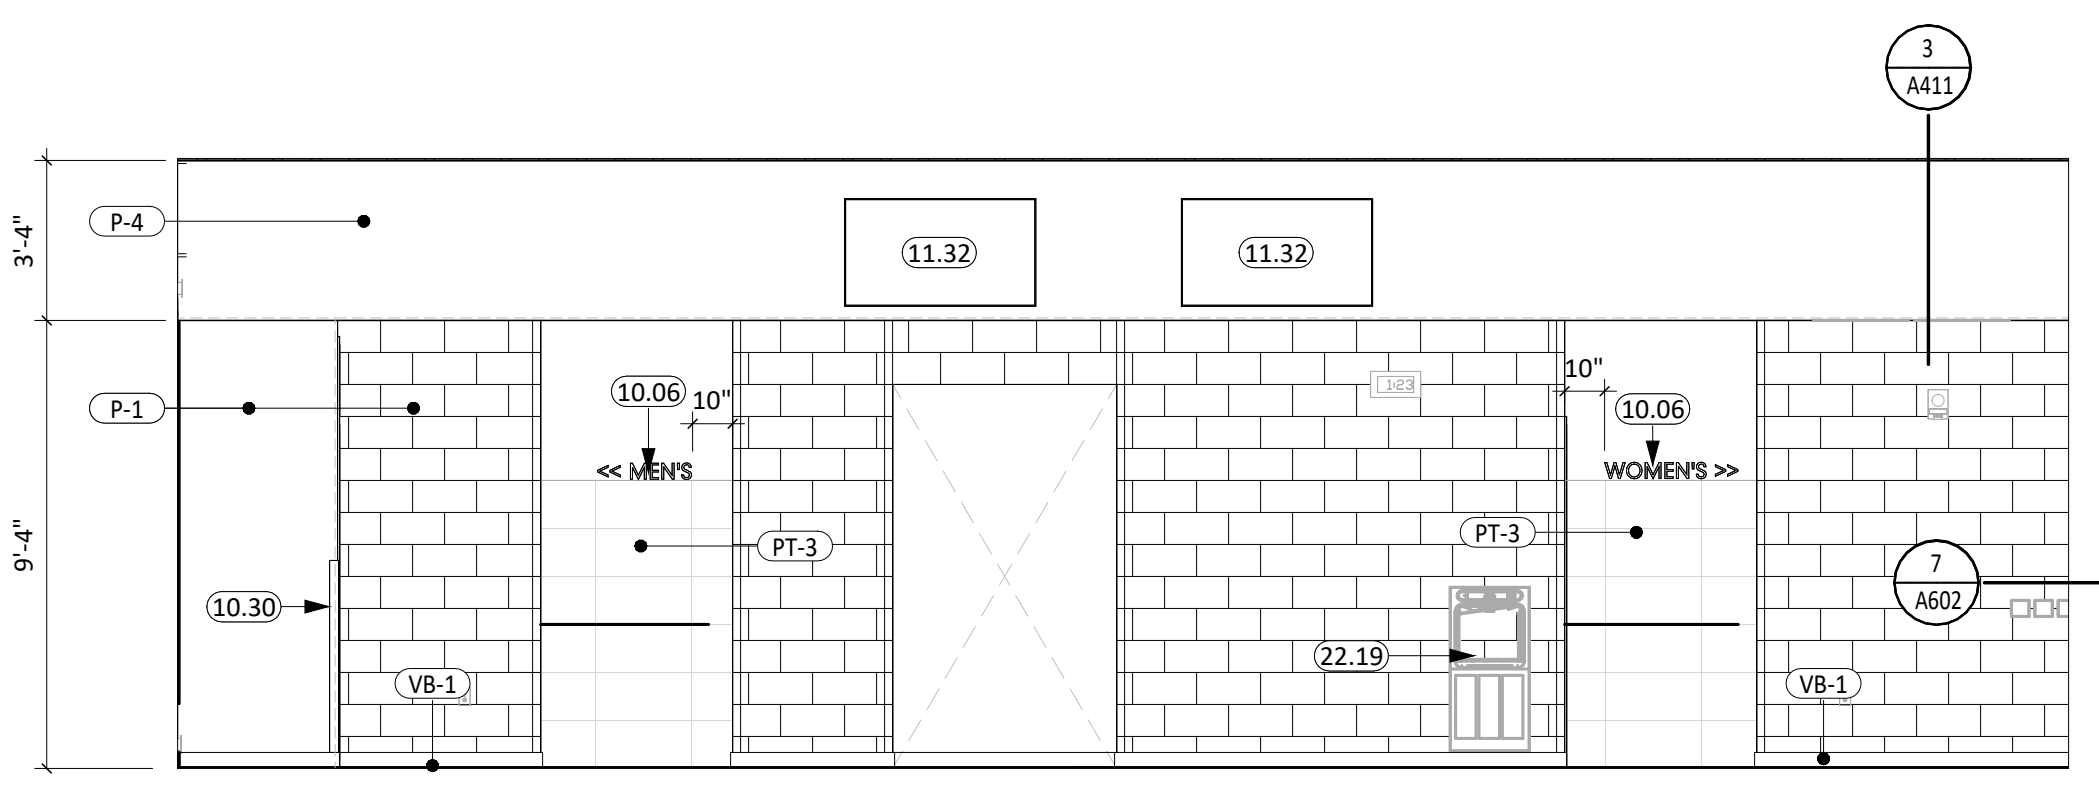 3
A411
3'-4"
P-4
11.32
11.32
10"
1:23
10.06
10"
10.06
P-1
<< MEN'S
WOMEN'S >>
9'-4"
PT-3
PT-3
7
A602
10.30
22.19
VB-1
VB-1